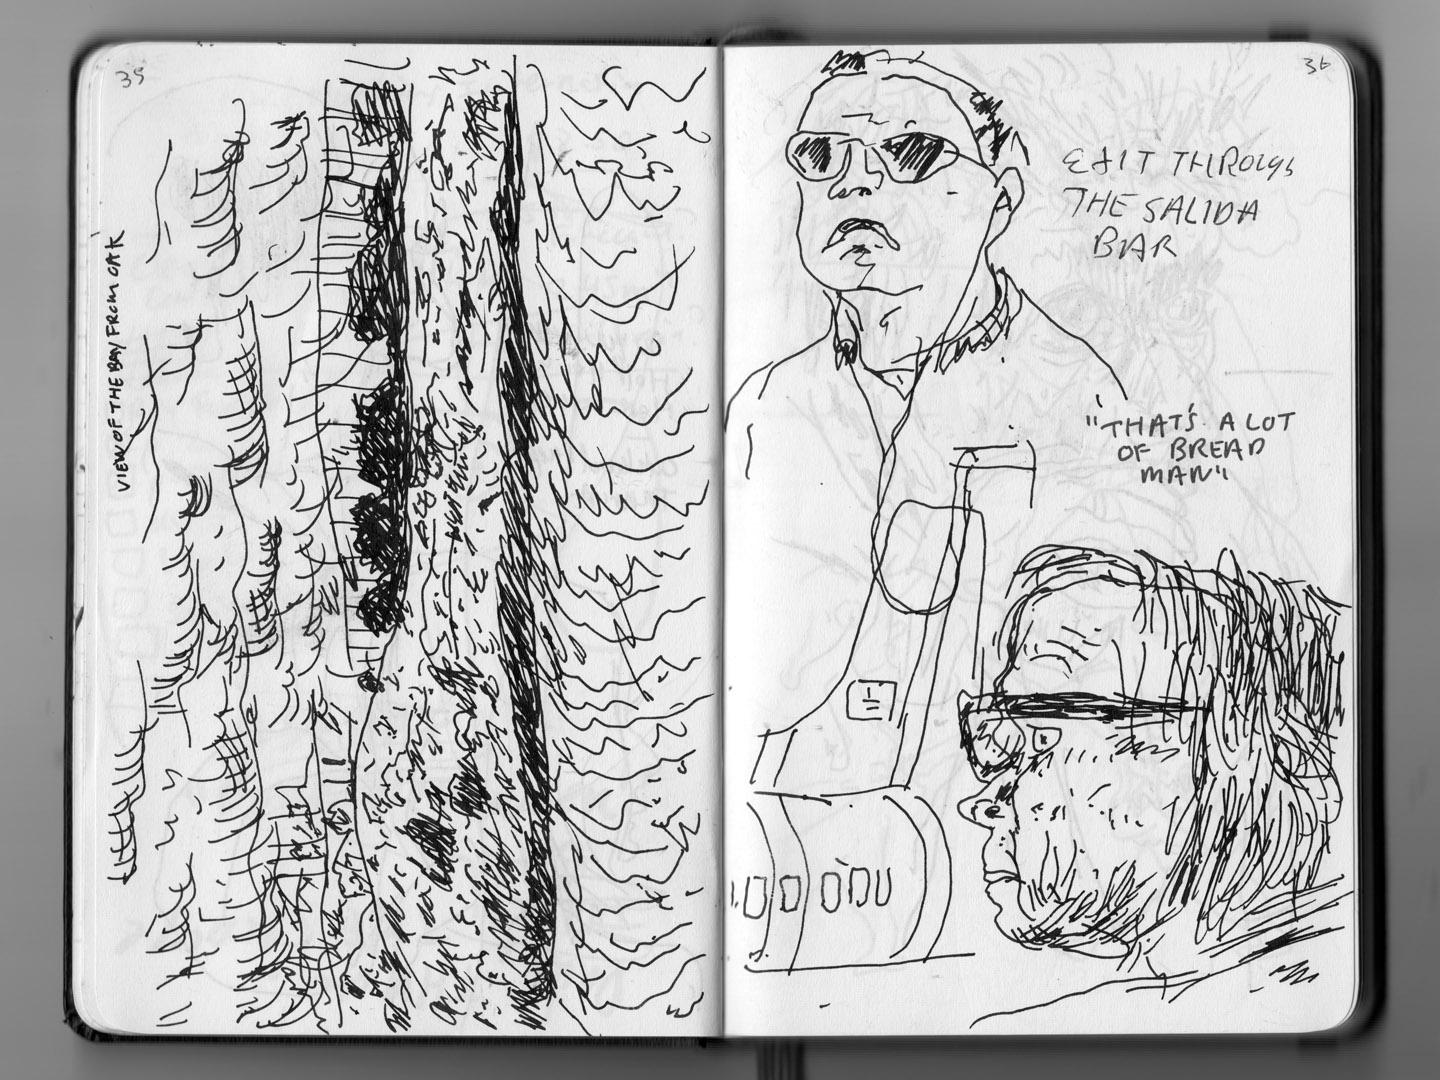 35
VIEW OF THE BAY FROM OAK
36
EXIT THROUGH
THE SALIDA
BAR
"THAT'S A LOT
OF BREAD
MAN"